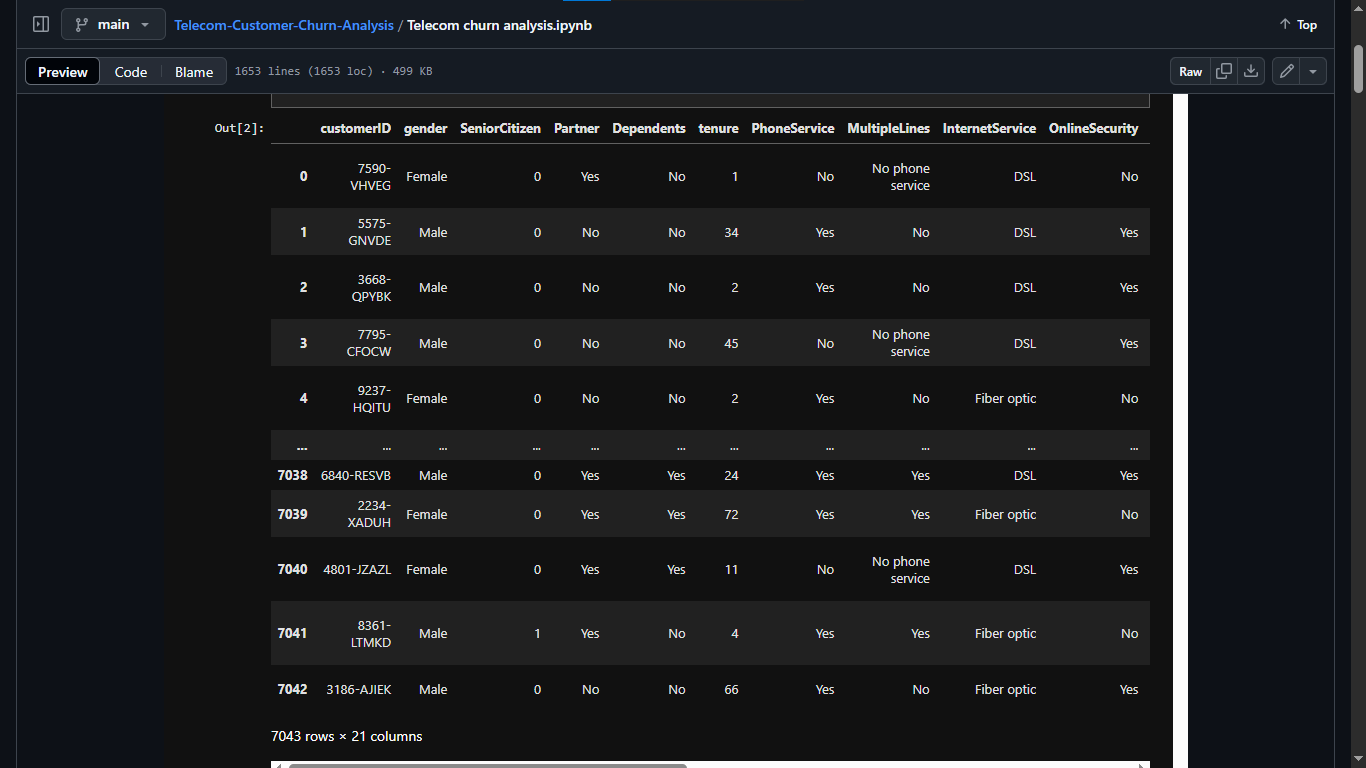 main
Telecom-Customer-Churn-Analysis / Telecom churn analysis.ipynb
Top
Preview Code Blame 1653 lines (1653 loc) · 499 KB
Raw
Out[2]:
customerID gender SeniorCitizen Partner Dependents tenure PhoneService MultipleLines InternetService OnlineSecurity
0 7590-VHVEG Female 0 Yes No 1 No No phone service DSL No
1 5575-GNVDE Male 0 No No 34 Yes No DSL Yes
2 3668-QPYBK Male 0 No No 2 Yes No DSL Yes
3 7795-CFOCW Male 0 No No 45 No No phone service DSL Yes
4 9237-HQITU Female 0 No No 2 Yes No Fiber optic No
... ... ... ... ... ... ... ... ... ... ...
7038 6840-RESVB Male 0 Yes Yes 24 Yes Yes DSL Yes
7039 2234-XADUH Female 0 Yes Yes 72 Yes Yes Fiber optic No
7040 4801-JZAZL Female 0 Yes Yes 11 No No phone service DSL Yes
7041 8361-LTMKD Male 1 Yes No 4 Yes Yes Fiber optic No
7042 3186-AJIEK Male 0 No No 66 Yes No Fiber optic Yes
7043 rows × 21 columns